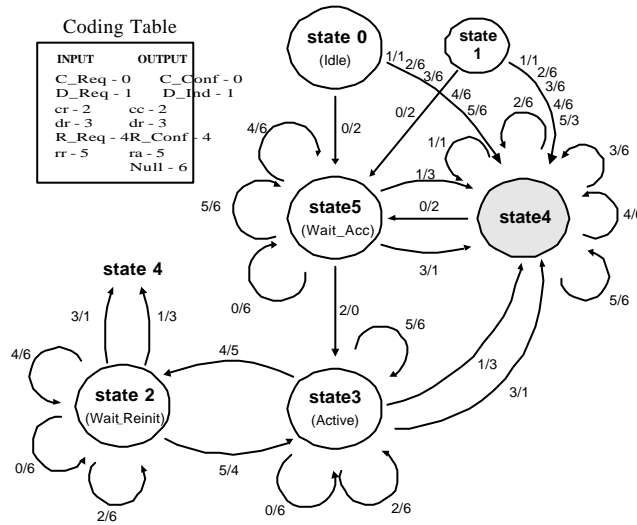 Coding Table
INPUT OUTPUT
C_Req - 0 C_Conf - 0
D_Req - 1 D_Ind - 1
cr - 2 cc - 2
dr - 3 dr - 3
R_Req - 4R_Conf - 4
rr - 5 ra - 5
Null - 6
state 0
(Idle)
state
1
1/1
2/6
3/6
4/6
5/6
1/1
2/6
3/6
4/6
5/3
0/2
0/2
4/6
5/6
0/6
state5
(Wait_Acc)
1/3
0/2
3/1
1/1
2/6
3/6
4/6
5/6
state4
state 4
3/1
1/3
2/0
5/6
4/5
1/3
3/1
4/6
state 2
(Wait_Reinit)
state3
(Active)
0/6
2/6
5/4
0/6
2/6